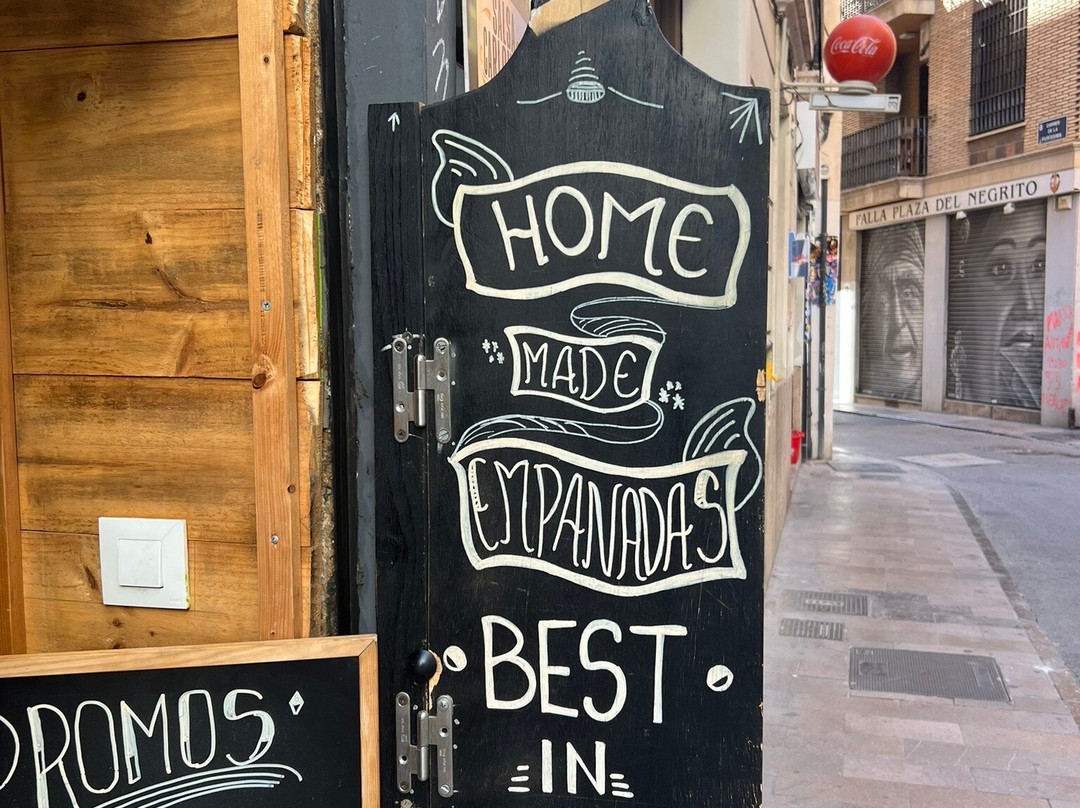 HOME
MADE
EMPANADAS
BEST
IN
PROMOS
Coca-Cola
FALLA PLAZA DEL NEGRITO